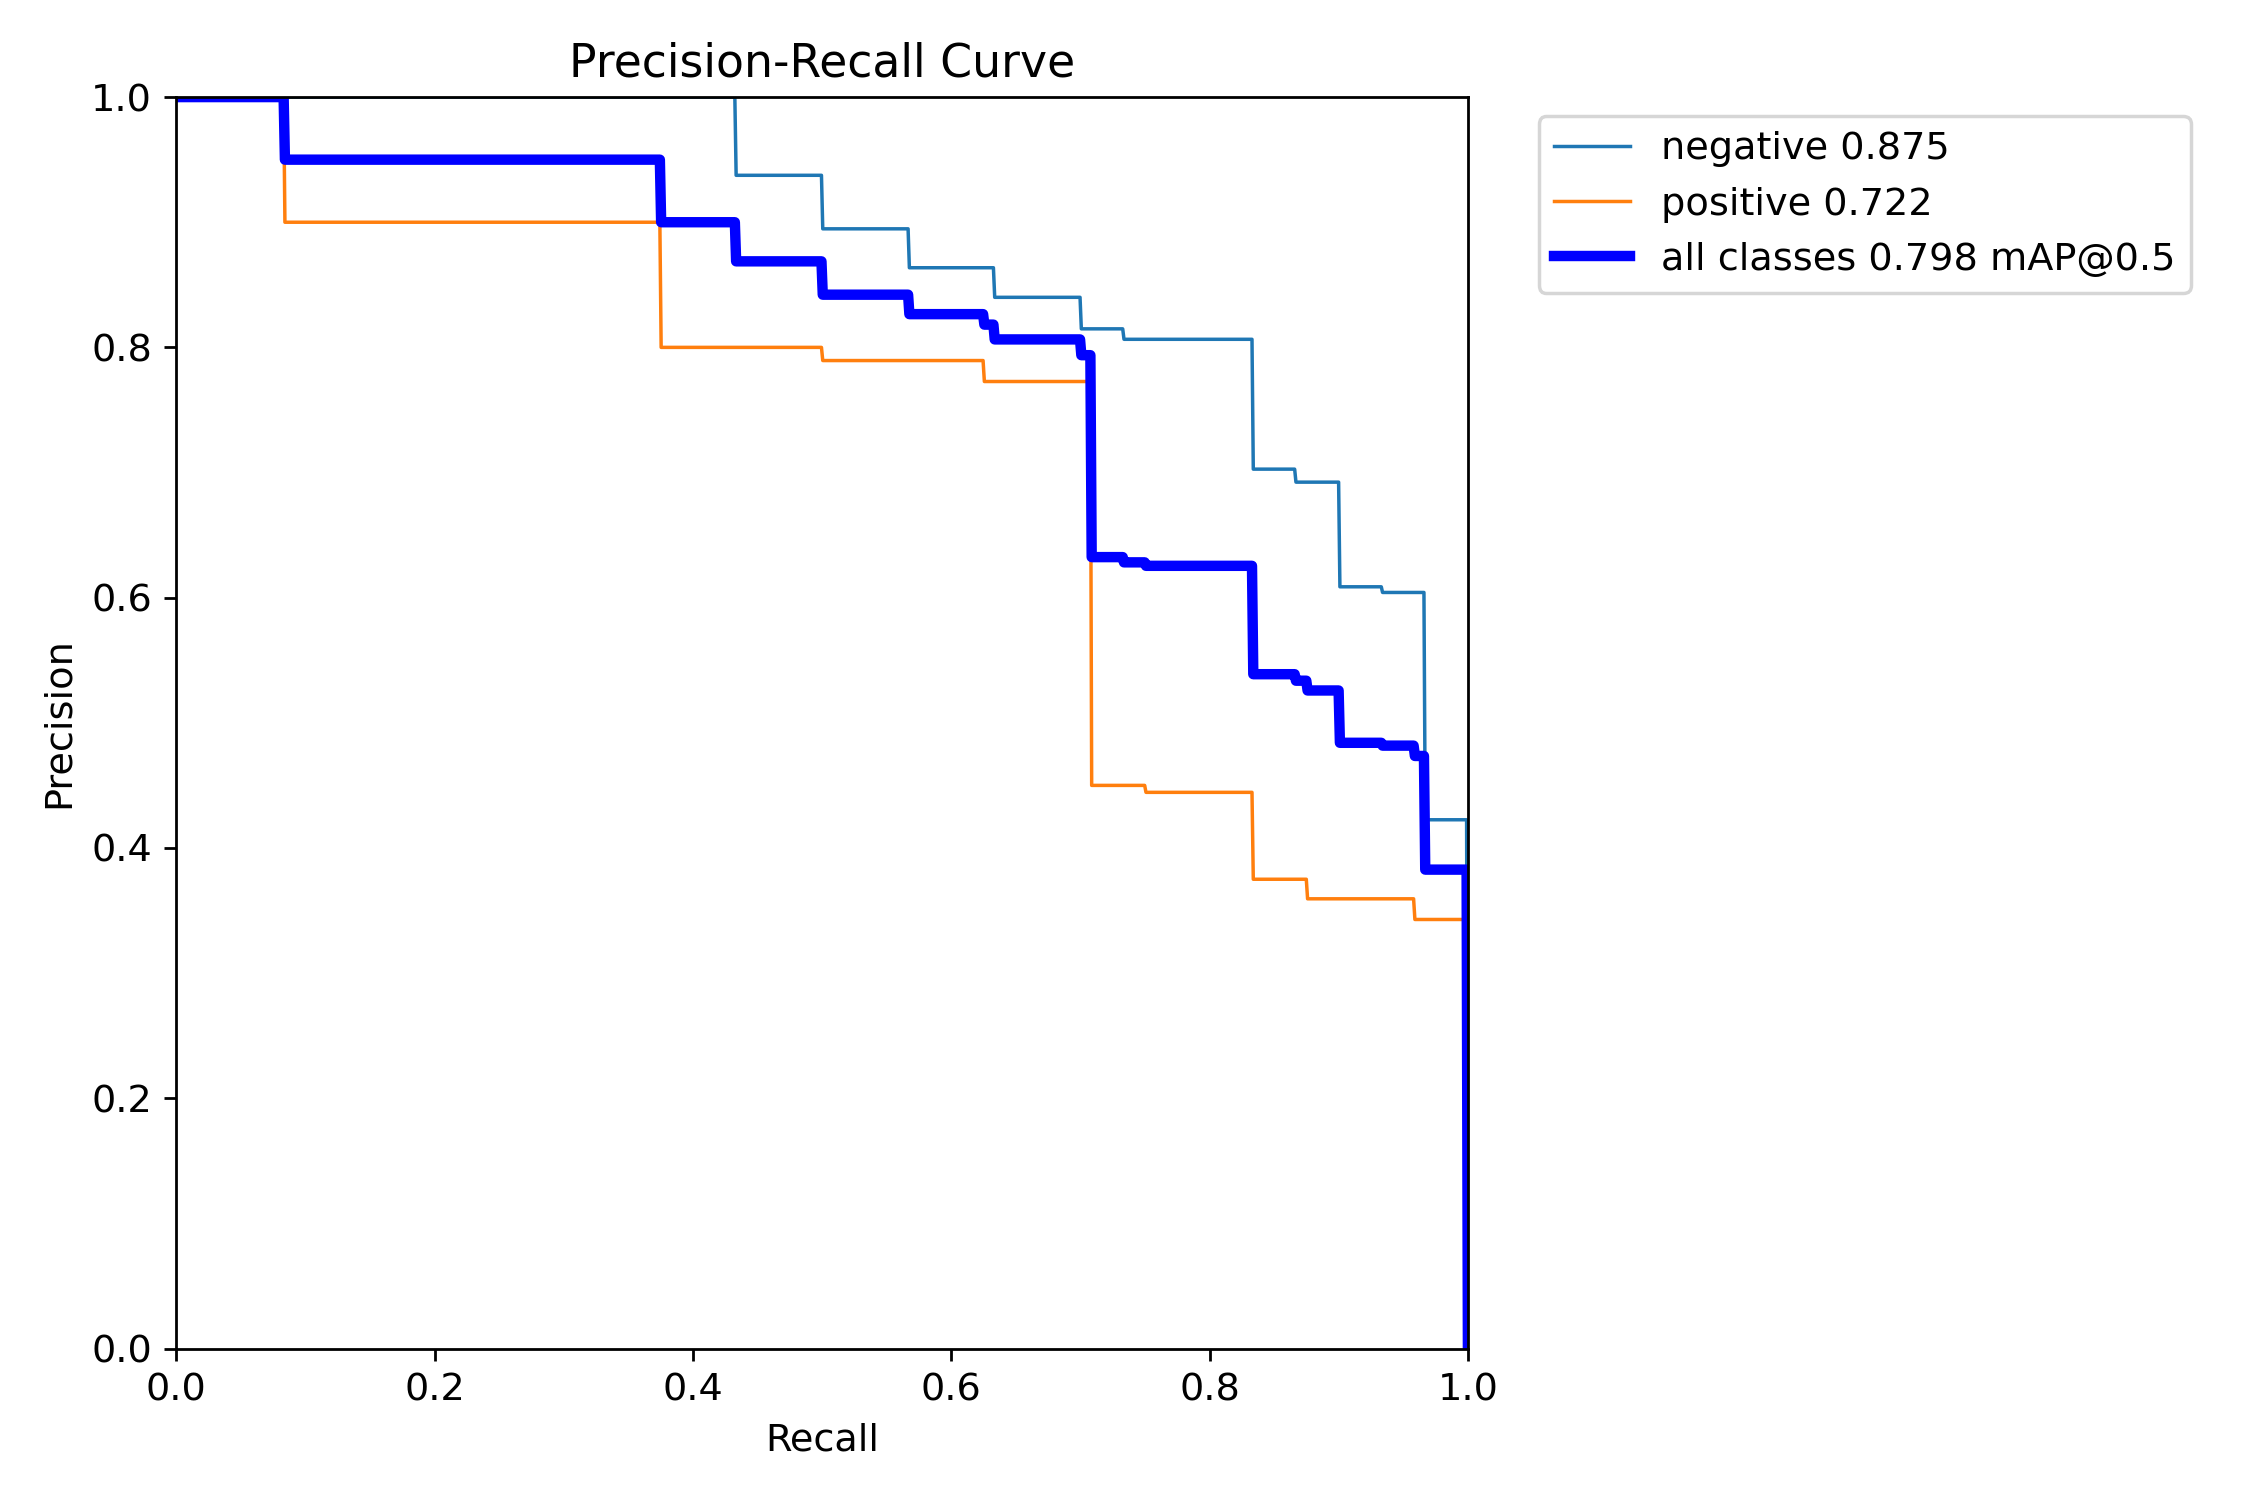 Precision-Recall Curve
1.0
0.8
0.6
0.4
0.2
0.0
Precision
0.0 0.2 0.4 0.6 0.8 1.0
Recall
negative 0.875
positive 0.722
all classes 0.798 mAP@0.5